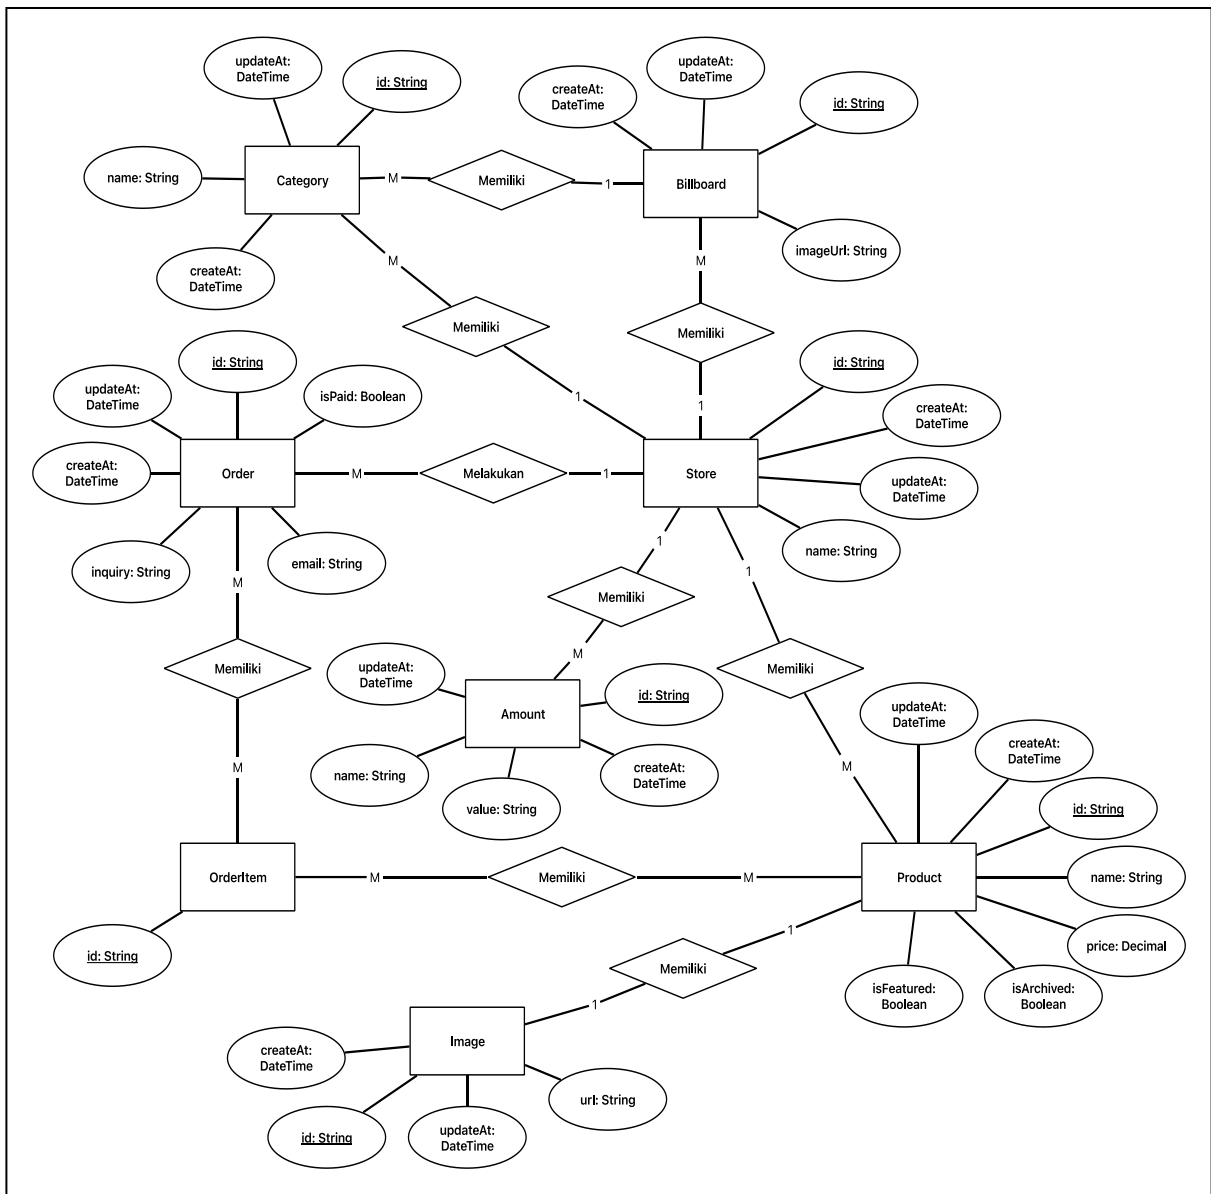 updateAt:
DateTime
id: String
updateAt:
DateTime
createAt:
DateTime
id: String
name: String
Category
M
Memiliki
1
Billboard
createAt:
DateTime
imageUrl: String
M
M
Memiliki
Memiliki
id: String
id: String
updateAt:
DateTime
isPaid: Boolean
1
1
createAt:
DateTime
createAt:
DateTime
Order
M
Melakukan
1
Store
updateAt:
DateTime
inquiry: String
email: String
name: String
1
1
M
Memiliki
Memiliki
M
Memiliki
updateAt:
DateTime
id: String
Amount
updateAt:
DateTime
createAt:
DateTime
name: String
createAt:
DateTime
value: String
M
M
id: String
OrderItem
M
Memiliki
M
Product
name: String
id: String
1
price: Decimal
Memiliki
isFeatured:
Boolean
isArchived:
Boolean
1
createAt:
DateTime
Image
url: String
id: String
updateAt:
DateTime